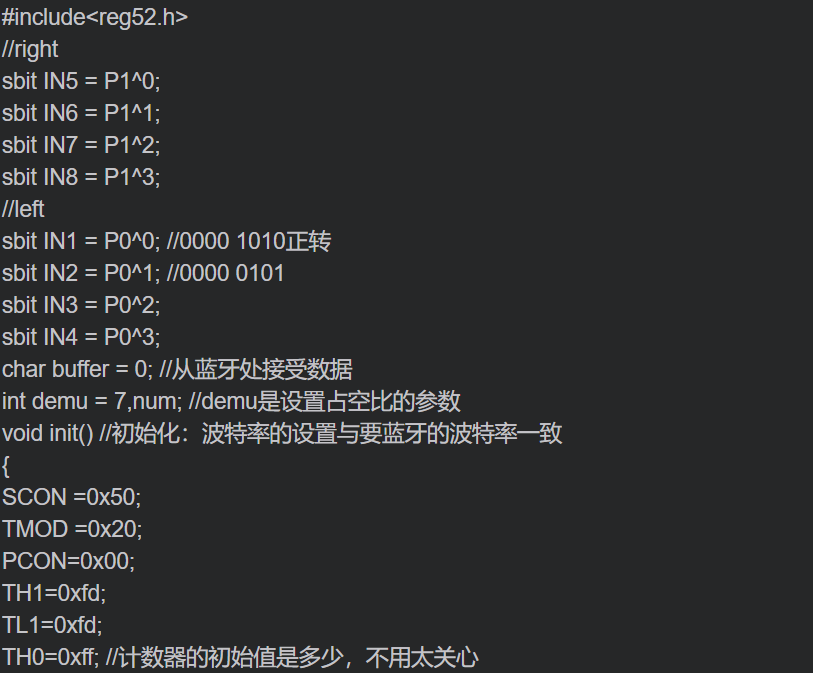 #include<reg52.h>
//right
sbit IN5 = P1^0;
sbit IN6 = P1^1;
sbit IN7 = P1^2;
sbit IN8 = P1^3;
//left
sbit IN1 = P0^0; //0000 1010正转
sbit IN2 = P0^1; //0000 0101
sbit IN3 = P0^2;
sbit IN4 = P0^3;
char buffer = 0; //从蓝牙处接受数据
int demu = 7,num; //demu是设置占空比的参数
void init() //初始化：波特率的设置与要蓝牙的波特率一致
{
SCON =0x50;
TMOD =0x20;
PCON=0x00;
TH1=0xfd;
TL1=0xfd;
TH0=0xff; //计数器的初始值是多少，不用太关心